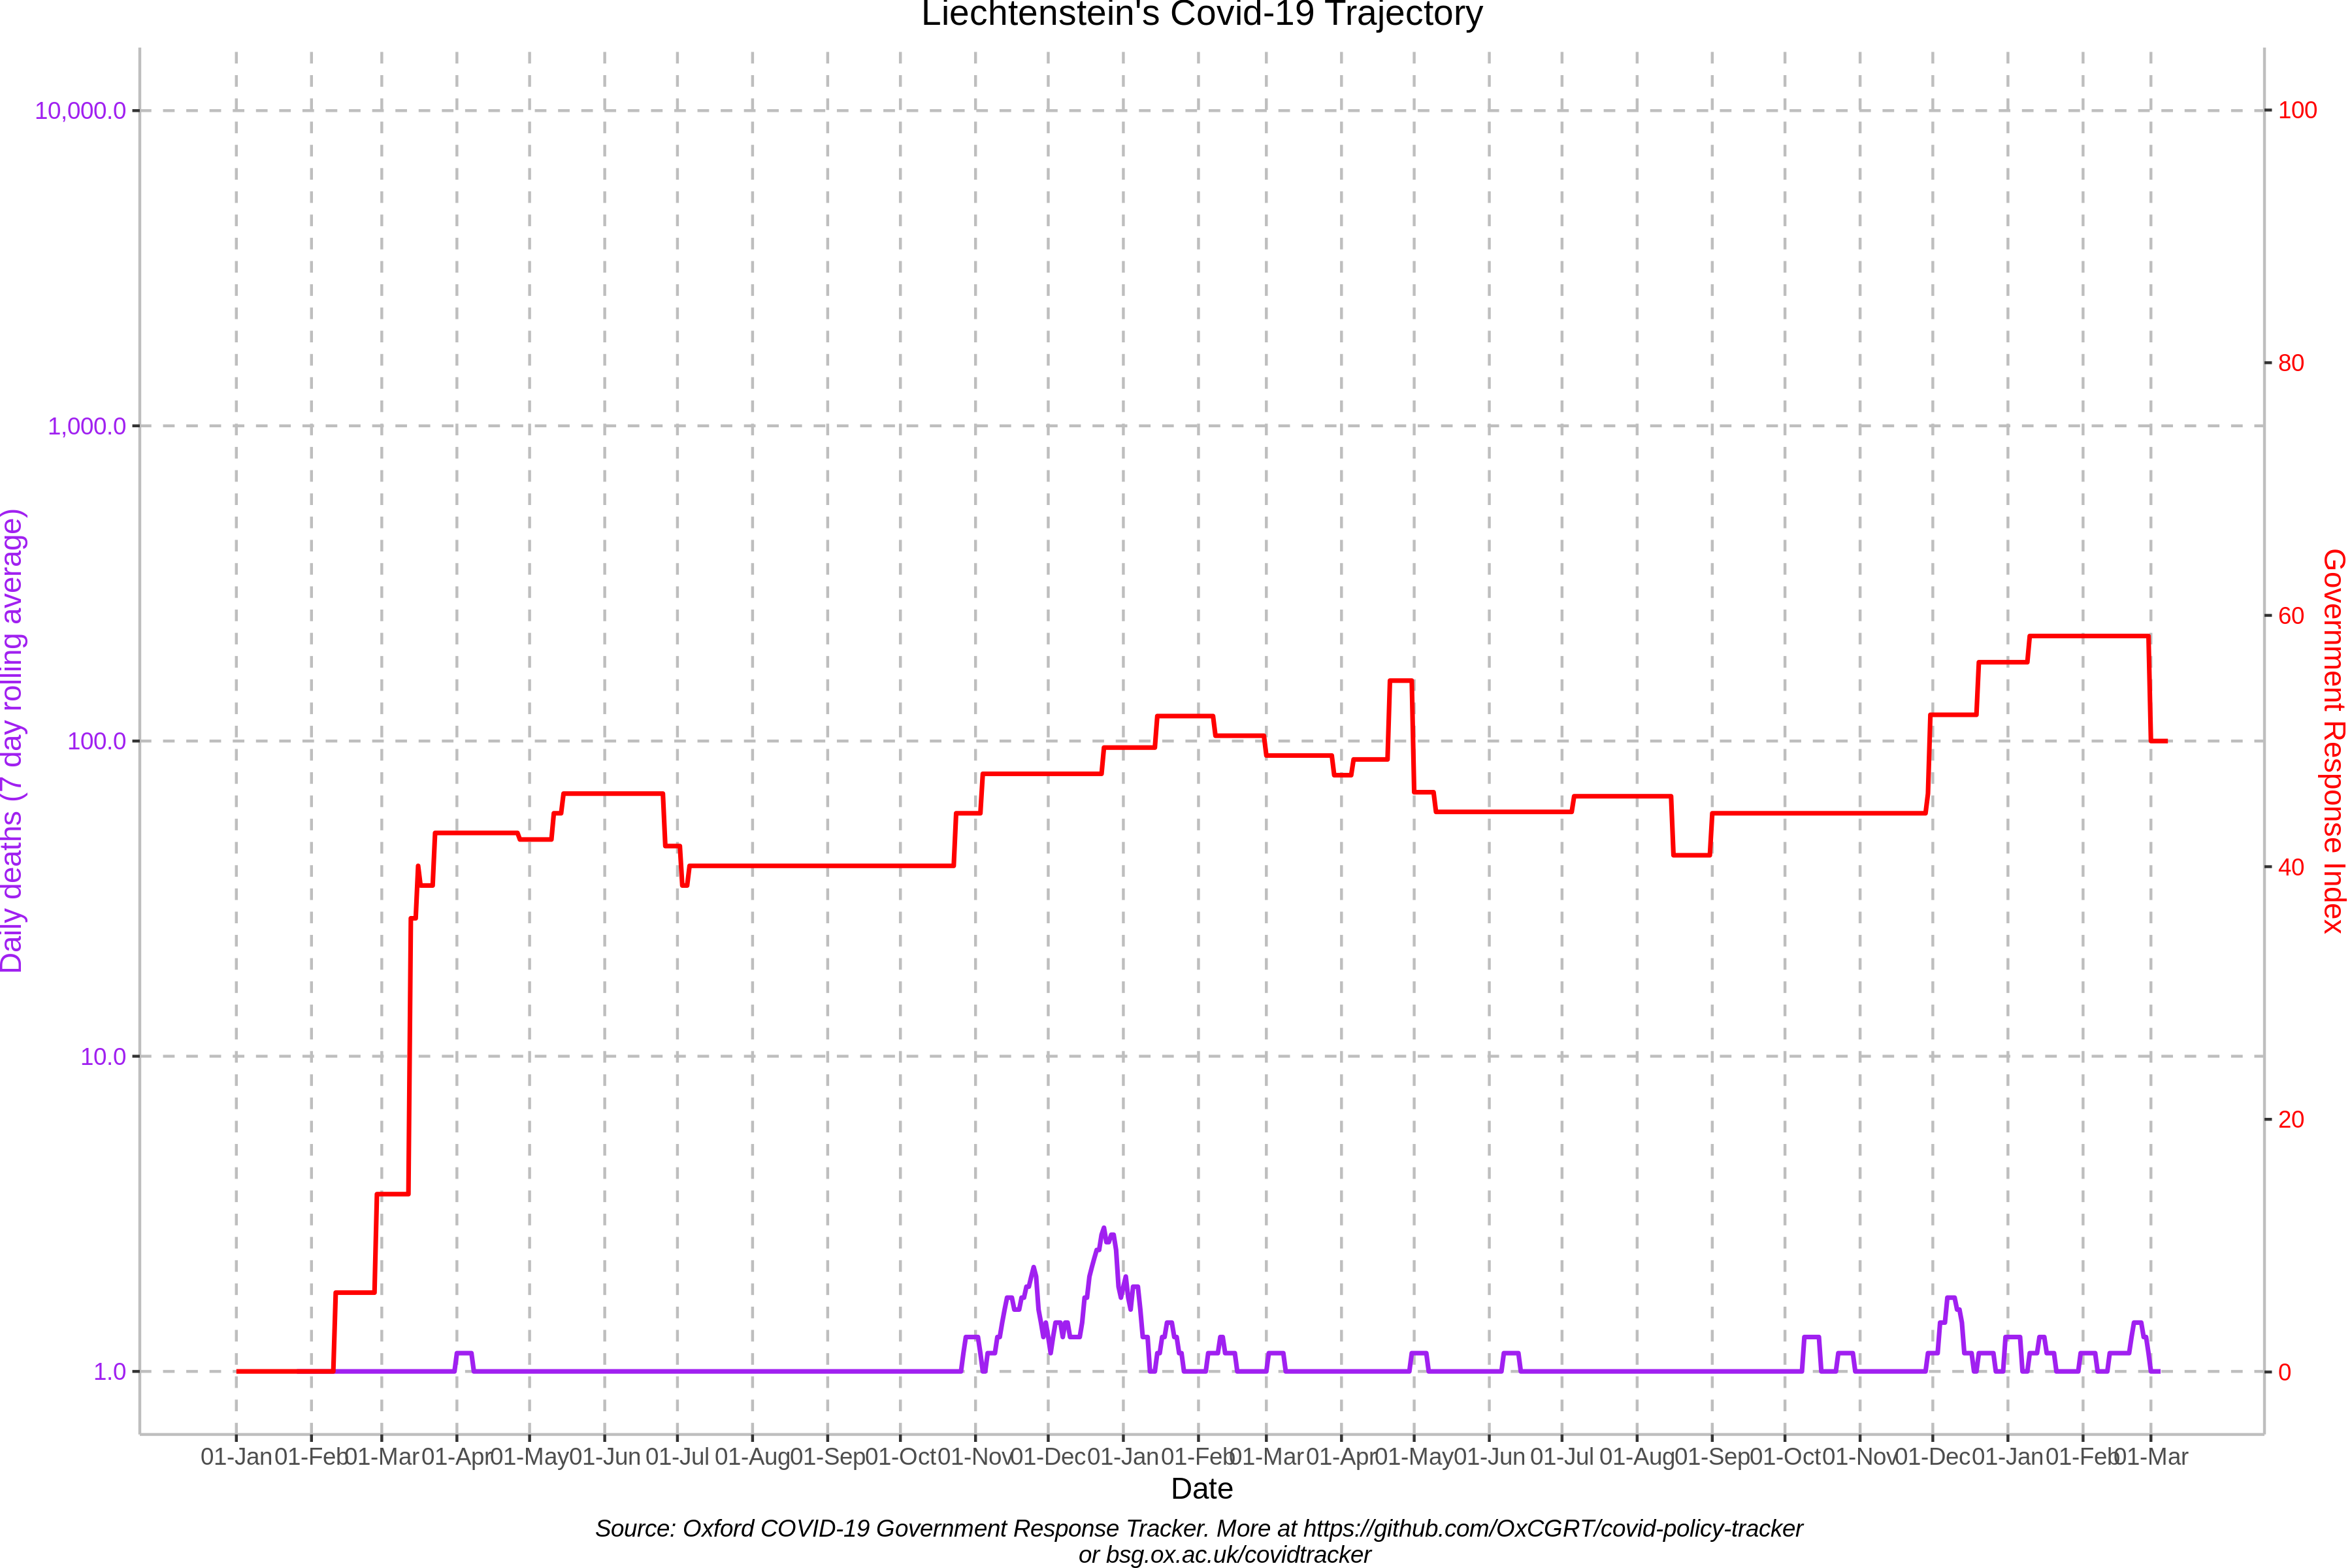 Liechtenstein's Covid-19 Trajectory
Daily deaths (7 day rolling average)
10,000.0
1,000.0
100.0
10.0
1.0
100
80
60
40
20
0
Government Response Index
01-Jan 01-Feb 01-Mar 01-Apr 01-May 01-Jun 01-Jul 01-Aug 01-Sep 01-Oct 01-Nov 01-Dec 01-Jan 01-Feb 01-Mar 01-Apr 01-May 01-Jun 01-Jul 01-Aug 01-Sep 01-Oct 01-Nov 01-Dec 01-Jan 01-Feb 01-Mar
Date
Source: Oxford COVID-19 Government Response Tracker. More at https://github.com/OxCGRT/covid-policy-tracker
or bsg.ox.ac.uk/covidtracker